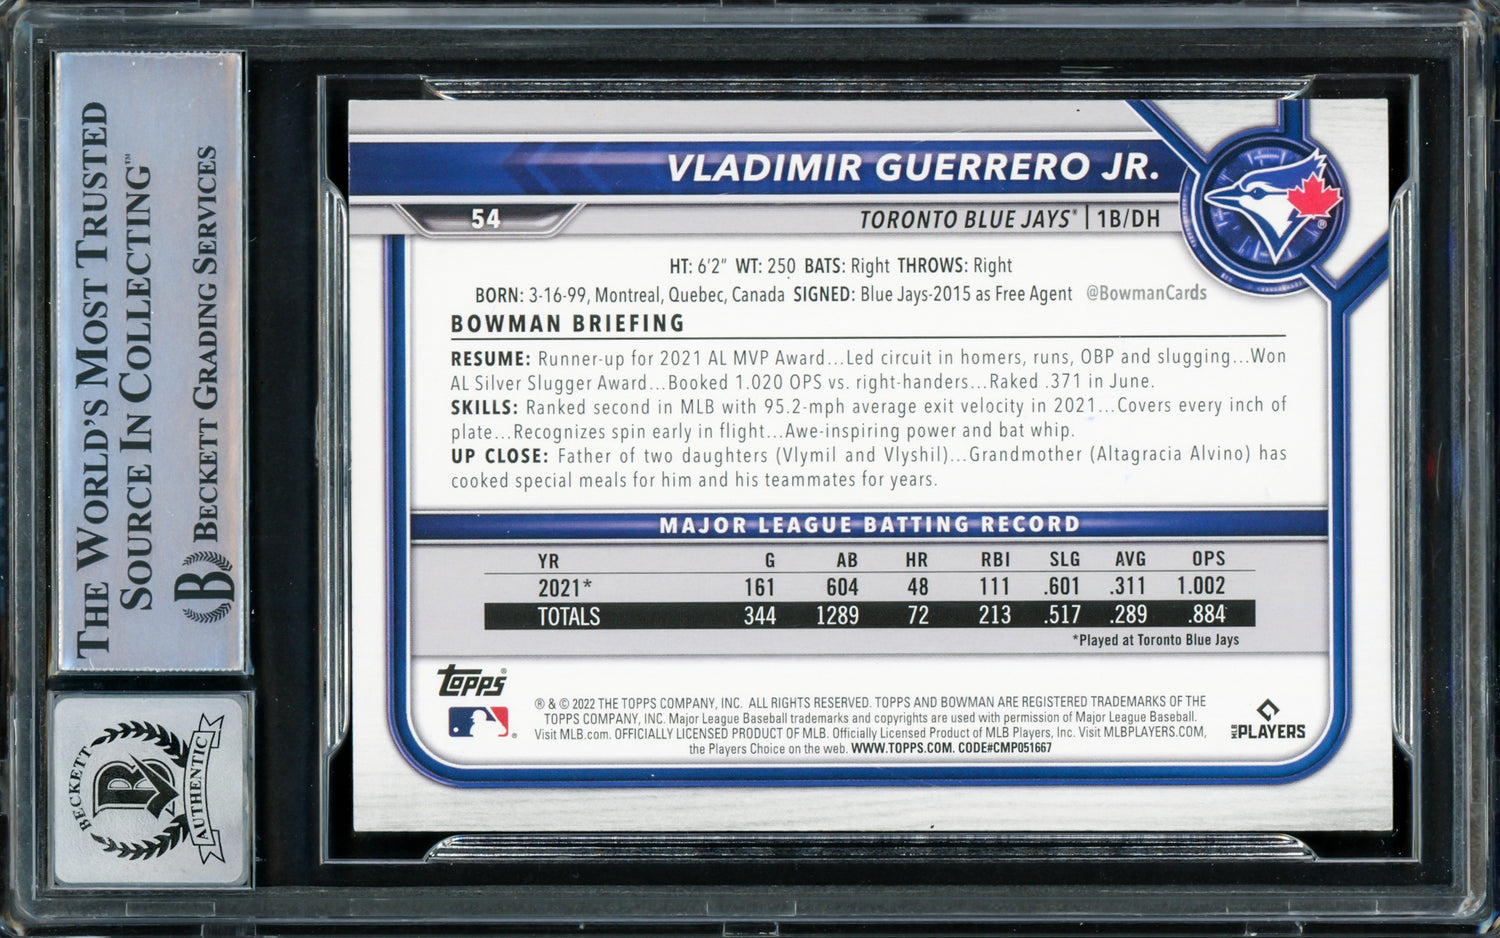 THE WORLD'S MOST TRUSTED
SOURCE IN COLLECTING™
BECKETT GRADING SERVICES
B
BECKETT
B
AUTHENTIC
VLADIMIR GUERRERO JR.
54
TORONTO BLUE JAYS® | 1B/DH
®
HT: 6'2" WT: 250 BATS: Right THROWS: Right
BORN: 3-16-99, Montreal, Quebec, Canada SIGNED: Blue Jays-2015 as Free Agent @BowmanCards
BOWMAN BRIEFING
RESUME: Runner-up for 2021 AL MVP Award...Led circuit in homers, runs, OBP and slugging...Won
AL Silver Slugger Award...Booked 1.020 OPS vs. right-handers...Raked .371 in June.
SKILLS: Ranked second in MLB with 95.2-mph average exit velocity in 2021...Covers every inch of
plate...Recognizes spin early in flight...Awe-inspiring power and bat whip.
UP CLOSE: Father of two daughters (Vlymil and Vlyshil)...Grandmother (Altagracia Alvino) has
cooked special meals for him and his teammates for years.
MAJOR LEAGUE BATTING RECORD
YR G AB HR RBI SLG AVG OPS
2021* 161 604 48 111 .601 .311 1.002
TOTALS 344 1289 72 213 .517 .289 .884
*Played at Toronto Blue Jays
Topps®
® & © 2022 THE TOPPS COMPANY, INC. ALL RIGHTS RESERVED. TOPPS AND BOWMAN ARE REGISTERED TRADEMARKS OF THE
TOPPS COMPANY, INC. Major League Baseball trademarks and copyrights are used with permission of Major League Baseball.
Visit MLB.com. OFFICIALLY LICENSED PRODUCT OF MLB. Officially Licensed Product of MLB Players, Inc. Visit MLBPLAYERS.COM,
the Players Choice on the web. WWW.TOPPS.COM. CODE#CMP051667
MLB PLAYERS